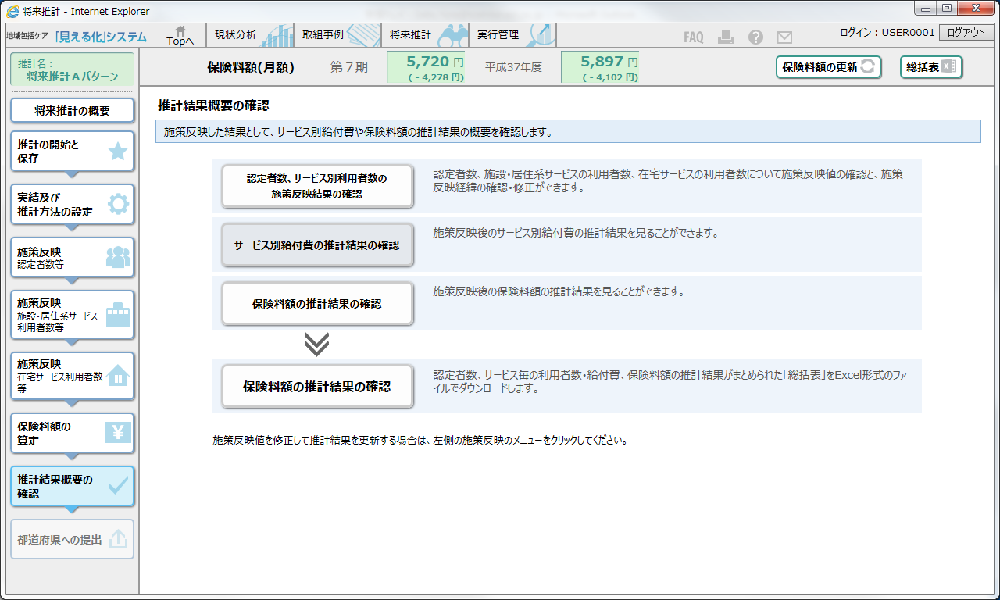 将来推計 - Internet Explorer
地域包括ケア 「見える化」システム
Topへ
現状分析
取組事例
将来推計
実行管理
FAQ
ログイン：USER0001
ログアウト
推計名：
将来推計Ａパターン
保険料額(月額)
第７期
5,720 円
( - 4,278 円)
平成37年度
5,897 円
( - 4,102 円)
保険料額の更新
総括表
将来推計の概要
推計の開始と
保存
実績及び
推計方法の設定
施策反映
認定者数等
施策反映
施設・居住系サービス
利用者数等
施策反映
在宅サービス利用者数
等
保険料額の
算定
¥
推計結果概要の
確認
都道府県への提出
推計結果概要の確認
施策反映した結果として、サービス別給付費や保険料額の推計結果の概要を確認します。
認定者数、サービス別利用者数の
施策反映結果の確認
認定者数、施設・居住系サービスの利用者数、在宅サービスの利用者数について施策反映値の確認と、施策
反映経緯の確認・修正ができます。
サービス別給付費の推計結果の確認
施策反映後のサービス別給付費の推計結果を見ることができます。
保険料額の推計結果の確認
施策反映後の保険料額の推計結果を見ることができます。
保険料額の推計結果の確認
認定者数、サービス毎の利用者数・給付費、保険料額の推計結果がまとめられた「総括表」をExcel形式のファ
イルでダウンロードします。
施策反映値を修正して推計結果を更新する場合は、左側の施策反映のメニューをクリックしてください。